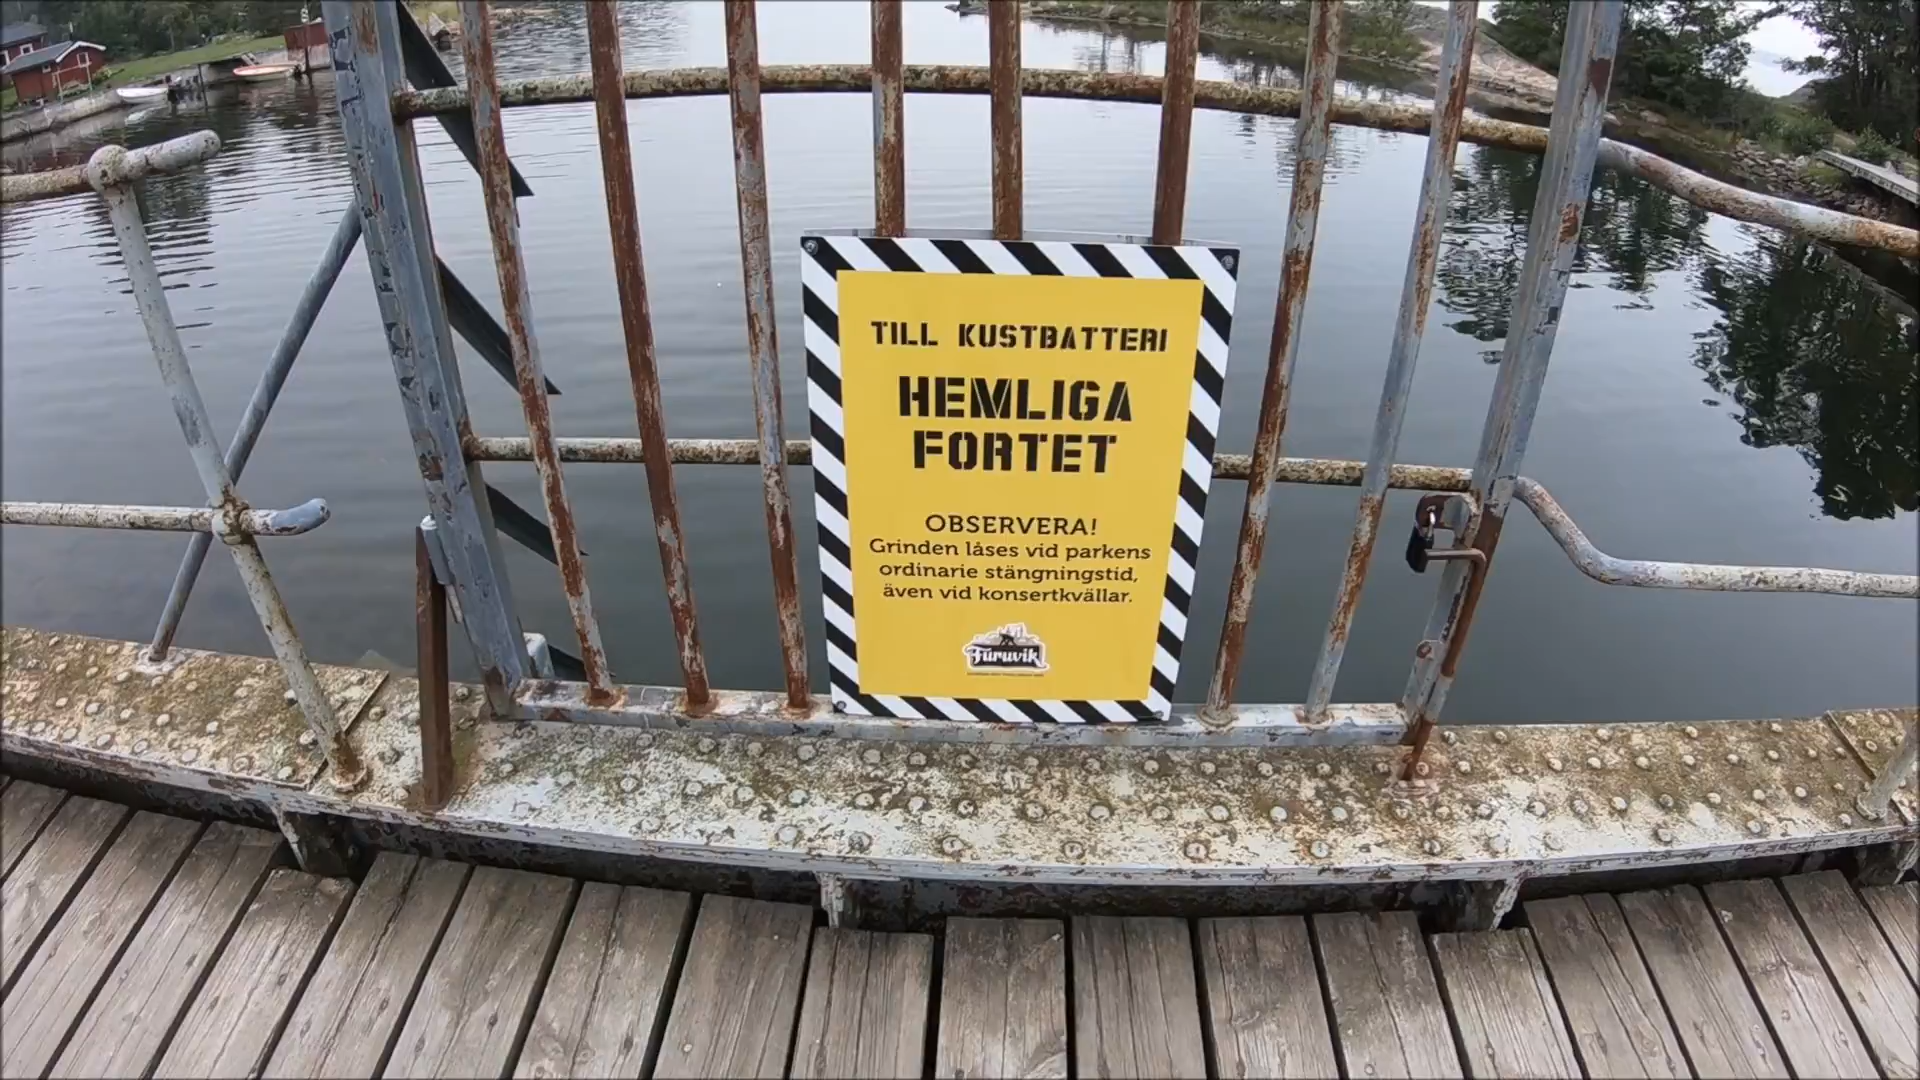 TILL KUSTBATTERI
HEMLIGA
FORTET
OBSERVERA!
Grinden låses vid parkens
ordinarie stängningstid,
även vid konsertkvällar.
Furuvik